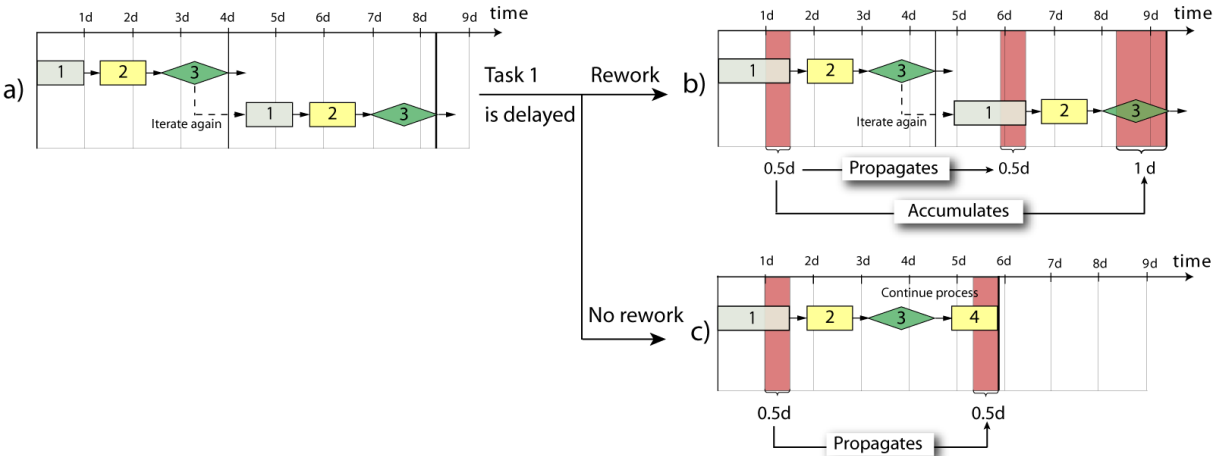 time
1d 2d 3d 4d 5d 6d 7d 8d 9d
a)
1 2 3
Iterate again
1 2 3
Task 1
is delayed
Rework
No rework
time
1d 2d 3d 4d 5d 6d 7d 8d 9d
b)
1 2 3
Iterate again
1 2 3
0.5d Propagates 0.5d 1 d
Accumulates
time
1d 2d 3d 4d 5d 6d 7d 8d 9d
Continue process
c)
1 2 3 4
0.5d 0.5d
Propagates